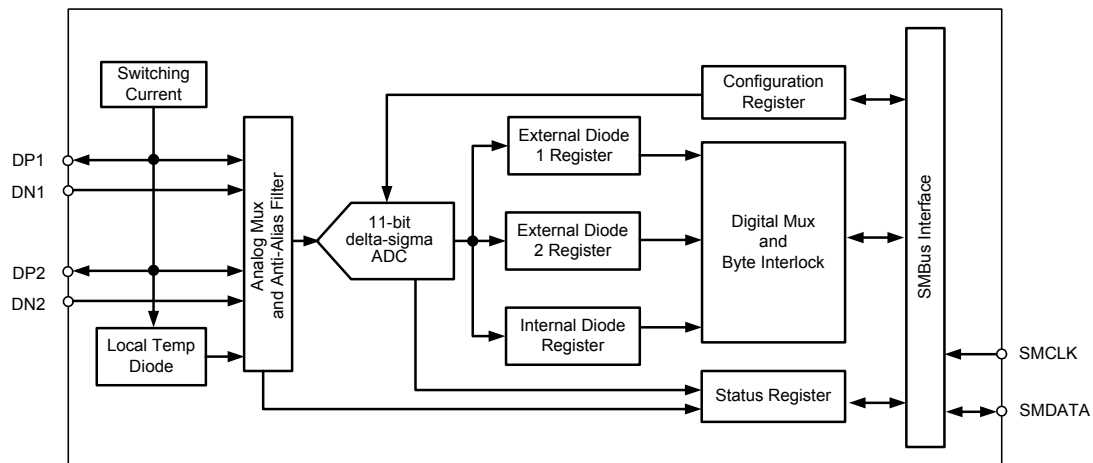 Switching
Current
Configuration
Register
External Diode
1 Register
DP1
DN1
Analog Mux
and Anti-Alias Filter
11-bit
delta-sigma
ADC
External Diode
2 Register
Digital Mux
and
Byte Interlock
SMBus Interface
DP2
DN2
Local Temp
Diode
Internal Diode
Register
Status Register
SMCLK
SMDATA